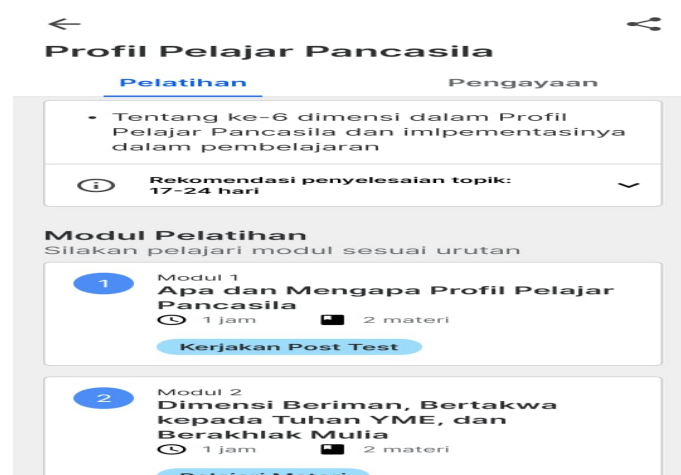 Profil Pelajar Pancasila
Pelatihan
Pengayaan
• Tentang ke-6 dimensi dalam Profil
Pelajar Pancasila dan imlpementasinya
dalam pembelajaran
Rekomendasi penyelesaian topik:
17-24 hari
Modul Pelatihan
Silakan pelajari modul sesuai urutan
1
Modul 1
Apa dan Mengapa Profil Pelajar
Pancasila
1 jam
2 materi
Kerjakan Post Test
2
Modul 2
Dimensi Beriman, Bertakwa
kepada Tuhan YME, dan
Berakhlak Mulia
1 jam
2 materi
Pelajari Materi